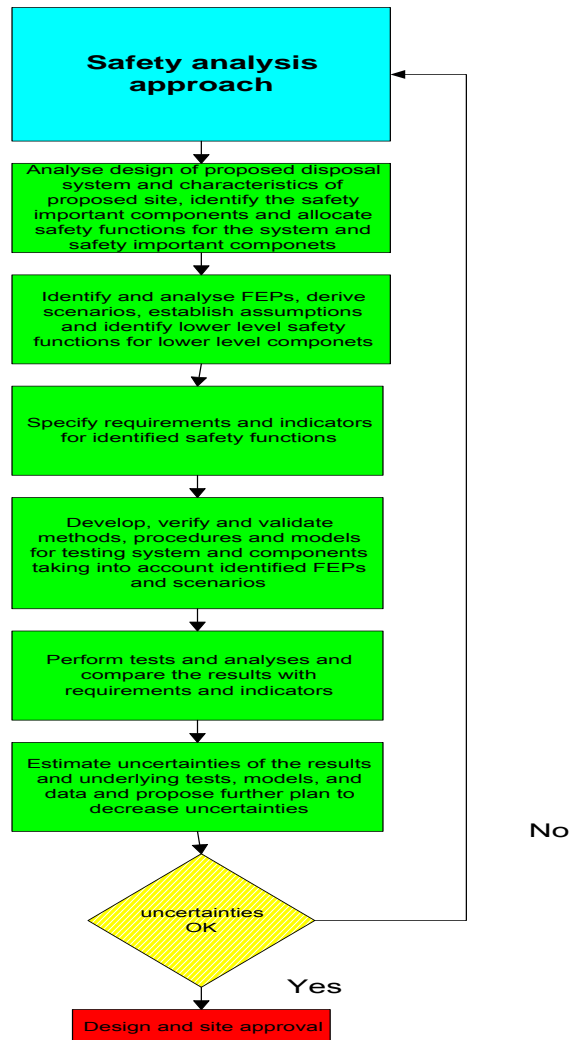 Safety analysis
approach
Analyse design of proposed disposal
system and characteristics of
proposed site, identify the safety
important components and allocate
safety functions for the system and
safety important componets
Identify and analyse FEPs, derive
scenarios, establish assumptions
and identify lower level safety
functions for lower level componets
Specify requirements and indicators
for identified safety functions
Develop, verify and validate
methods, procedures and models
for testing system and components
taking into account identified FEPs
and scenarios
Perform tests and analyses and
compare the results with
requirements and indicators
Estimate uncertainties of the results
and underlying tests, models, and
data and propose further plan to
decrease uncertainties
No
uncertainties
OK
Yes
Design and site approval